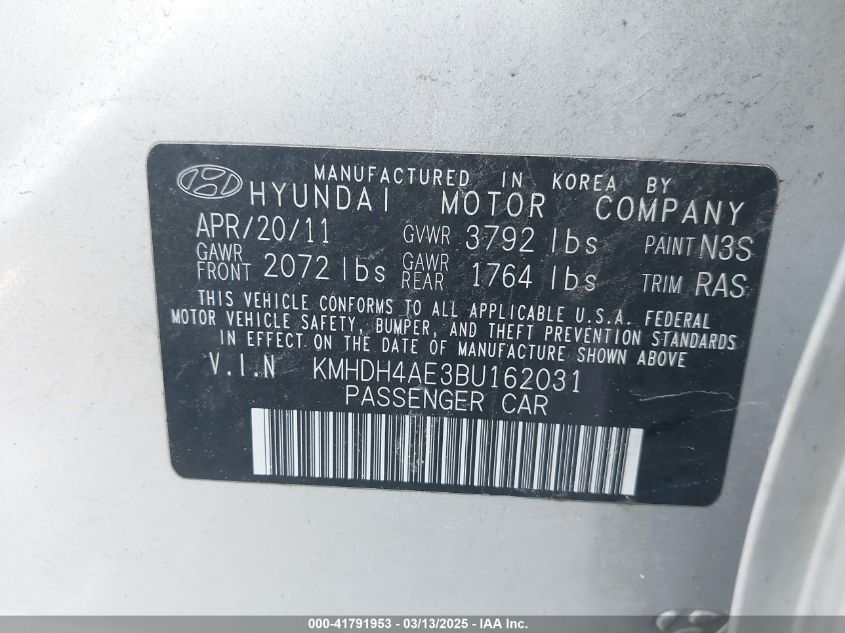 MANUFACTURED IN KOREA BY
HYUNDAI MOTOR COMPANY
APR/20/11 GVWR 3792 lbs PAINT N3S
GAWR FRONT 2072 lbs GAWR REAR 1764 lbs TRIM RAS
THIS VEHICLE CONFORMS TO ALL APPLICABLE U.S.A. FEDERAL
MOTOR VEHICLE SAFETY, BUMPER, AND THEFT PREVENTION STANDARDS
IN EFFECT ON THE DATE OF MANUFACTURE SHOWN ABOVE
V.I.N KMHDH4AE3BU162031
PASSENGER CAR
000-41791953 - 03/13/2025 - IAA Inc.